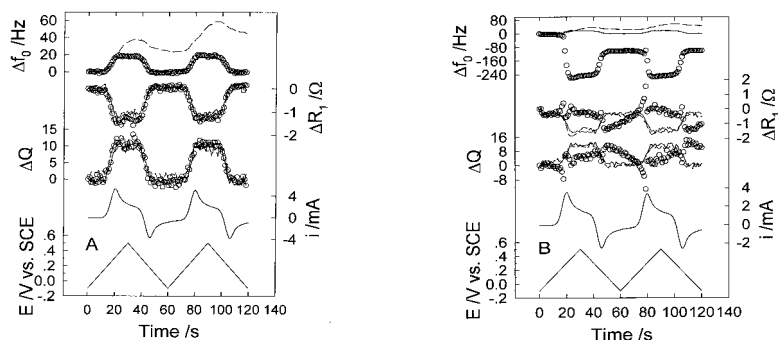 60
40
20
0
Δf₀ /Hz
0
-1
-2
ΔR₁ /Ω
15
10
5
0
ΔQ
4
0
-4
i /mA
.6
.4
.2
0.0
-.2
E /V vs. SCE
A
0 20 40 60 80 100 120 140
Time /s
80
0
-80
-160
-240
Δf₀ /Hz
2
1
0
-1
-2
ΔR₁ /Ω
16
8
0
-8
ΔQ
4
2
0
-2
i /mA
.6
.4
.2
0.0
-.2
E /V vs. SCE
B
0 20 40 60 80 100 120 140
Time /s